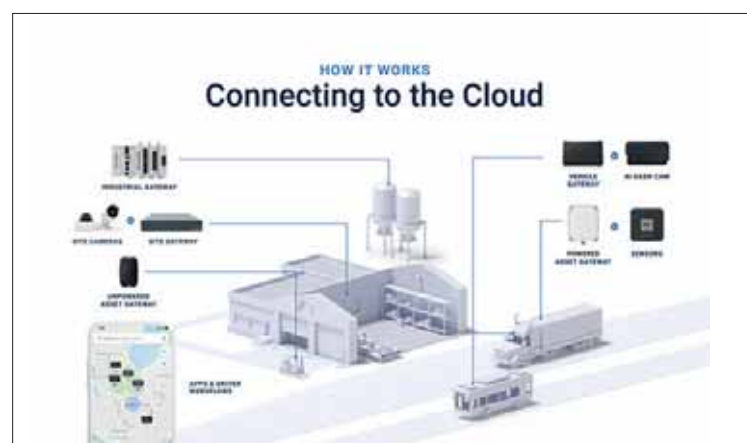 HOW IT WORKS
Connecting to the Cloud
INDUSTRIAL GATEWAY
SITE CAMERAS
SITE GATEWAY
UNPOWERED
ASSET GATEWAY
APPS & DRIVER
WORKFLOWS
VEHICLE
GATEWAY
AI DASH CAM
POWERED
ASSET GATEWAY
SENSORS